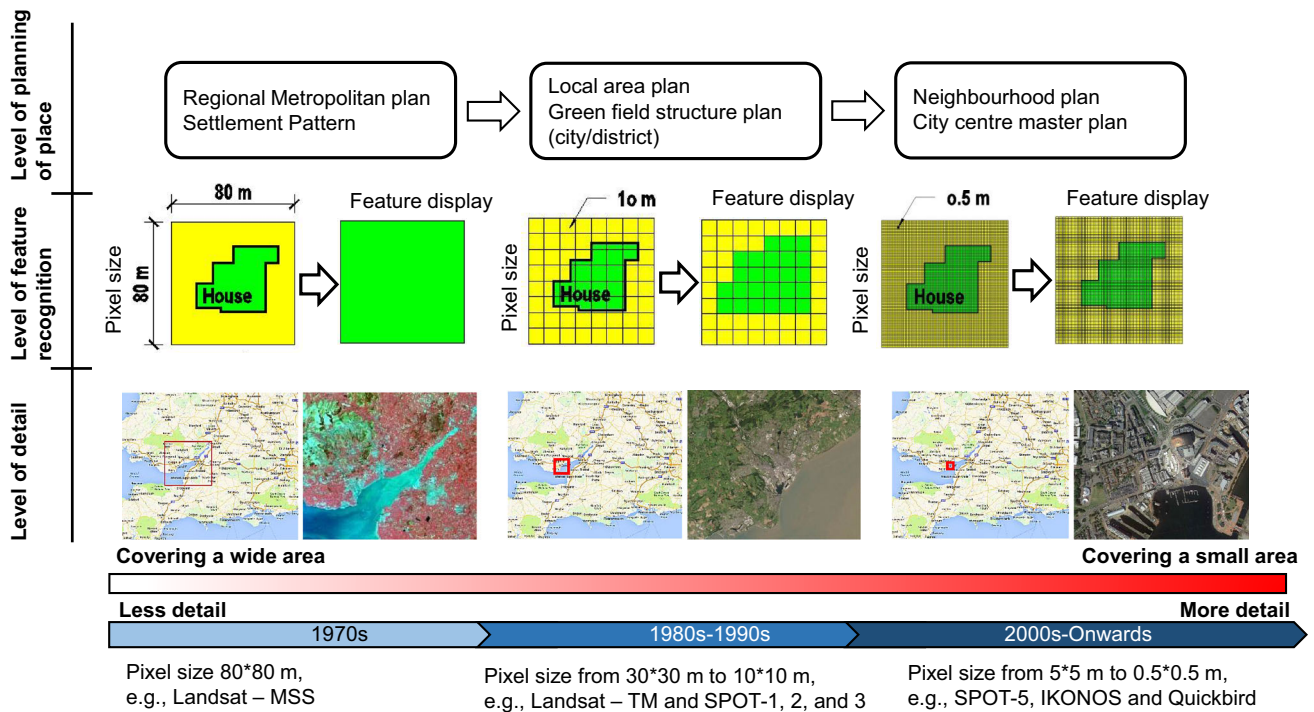 Level of planning
of place
Regional Metropolitan plan
Settlement Pattern
Local area plan
Green field structure plan
(city/district)
Neighbourhood plan
City centre master plan
Level of feature
recognition
80 m
Pixel size
80 m
House
Feature display
1o m
Pixel size
House
Feature display
o.5 m
Pixel size
House
Feature display
Level of detail
Covering a wide area
Covering a small area
Less detail
More detail
1970s
1980s-1990s
2000s-Onwards
Pixel size 80*80 m,
e.g., Landsat – MSS
Pixel size from 30*30 m to 10*10 m,
e.g., Landsat – TM and SPOT-1, 2, and 3
Pixel size from 5*5 m to 0.5*0.5 m,
e.g., SPOT-5, IKONOS and Quickbird